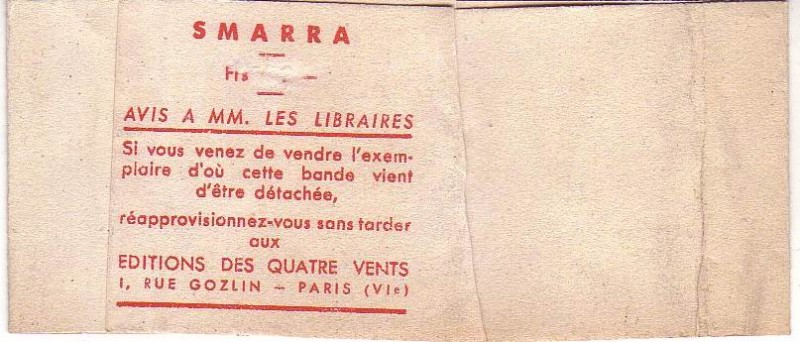 SMARRA
Frs
AVIS A MM. LES LIBRAIRES
Si vous venez de vendre l'exem-
plaire d'où cette bande vient
d'être détachée,
réapprovisionnez-vous sans tarder
aux
EDITIONS DES QUATRE VENTS
I, RUE GOZLIN – PARIS (VIe)